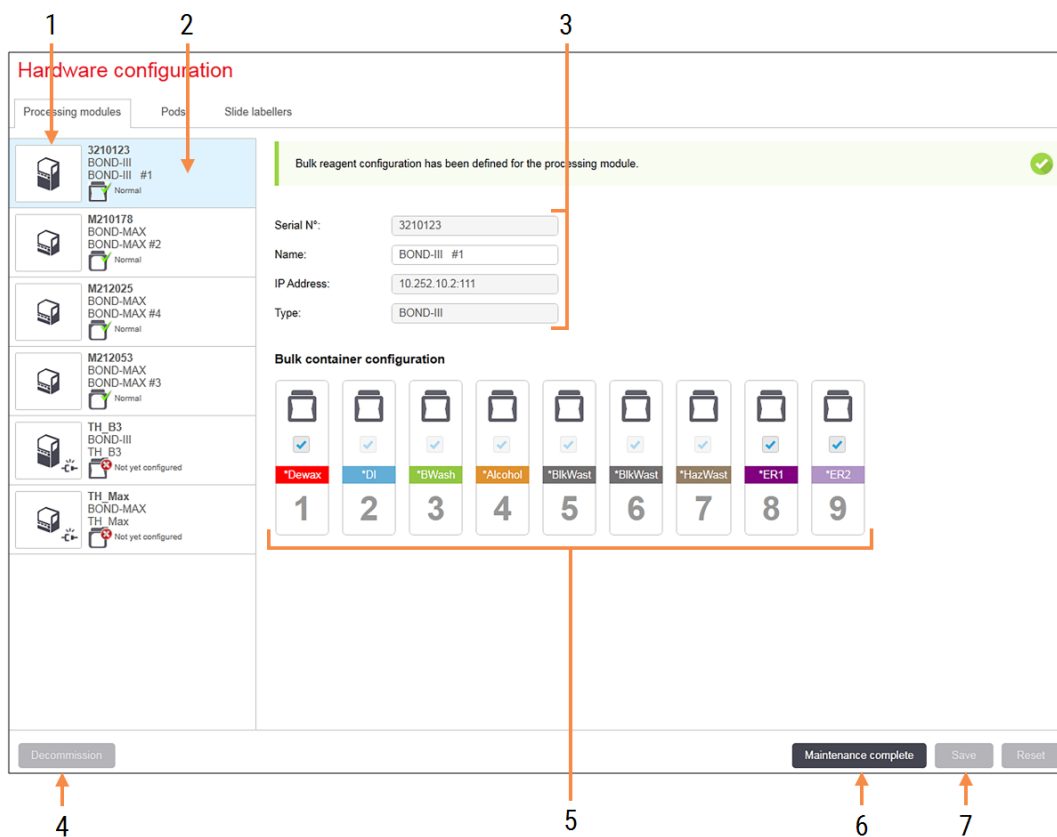 1 2 3
Hardware configuration
Processing modules Pods Slide labellers
3210123
BOND-III
BOND-III #1
Normal
M210178
BOND-MAX
BOND-MAX #2
Normal
M212025
BOND-MAX
BOND-MAX #4
Normal
M212053
BOND-MAX
BOND-MAX #3
Normal
TH_B3
BOND-III
TH_B3
Not yet configured
TH_Max
BOND-MAX
TH_Max
Not yet configured
Bulk reagent configuration has been defined for the processing module.
Serial N°: 3210123
Name: BOND-III #1
IP Address: 10.252.10.2:111
Type: BOND-III
Bulk container configuration
*Dewax *DI *BWash *Alcohol *BlkWast *BlkWast *HazWast *ER1 *ER2
1 2 3 4 5 6 7 8 9
Decommission Maintenance complete Save Reset
4 5 6 7